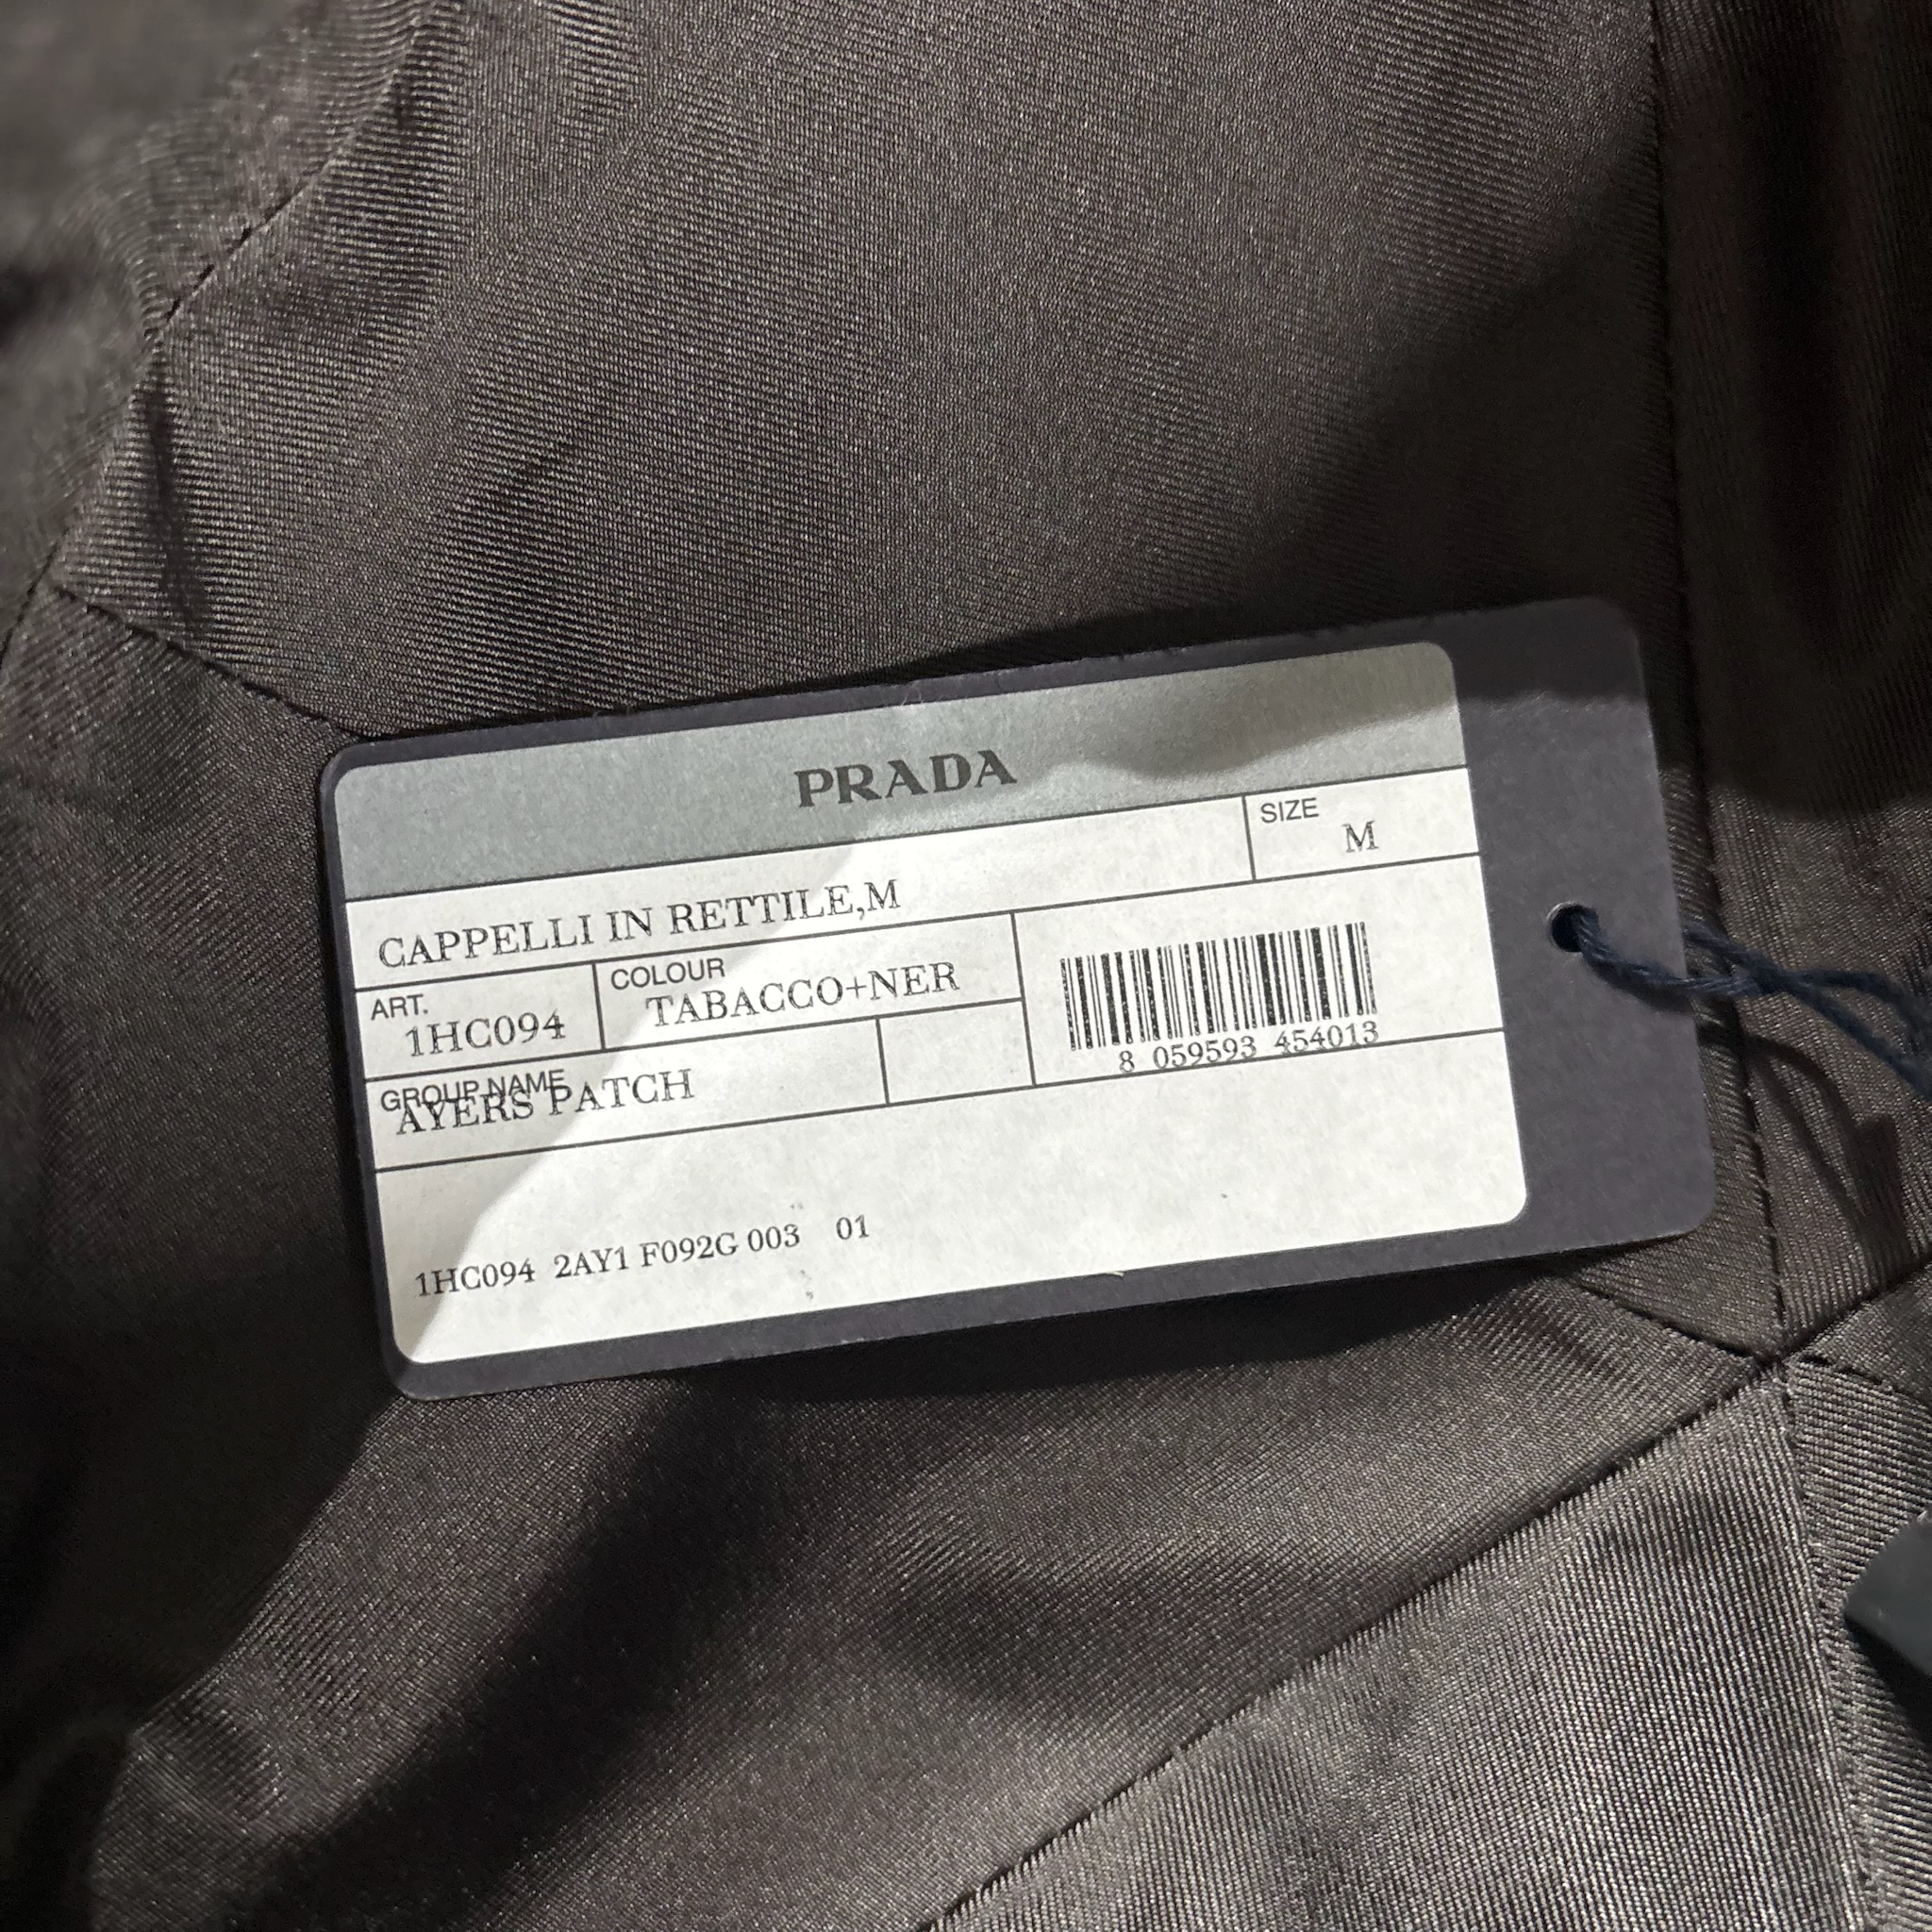 PRADA
CAPPELLI IN RETTILE,M
SIZE
M
ART.
1HC094
COLOUR
TABACCO+NER
GROUP NAME
AYERS PATCH
8 059593 454013
1HC094 2AY1 F092G 003 01